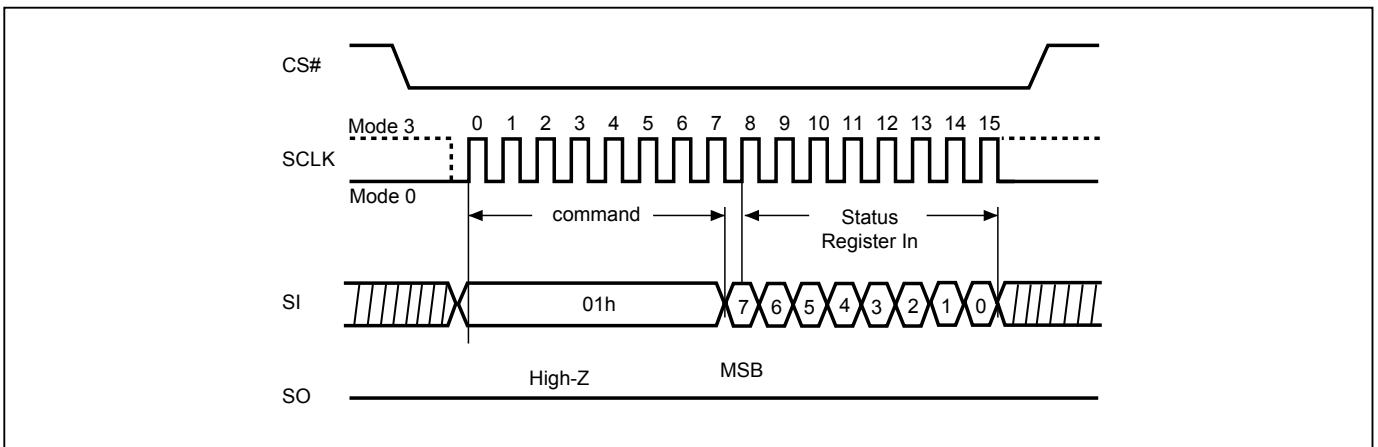 CS#
Mode 3 0 1 2 3 4 5 6 7 8 9 10 11 12 13 14 15
SCLK
Mode 0
command Status
Register In
SI 01h 7 6 5 4 3 2 1 0
High-Z MSB
SO